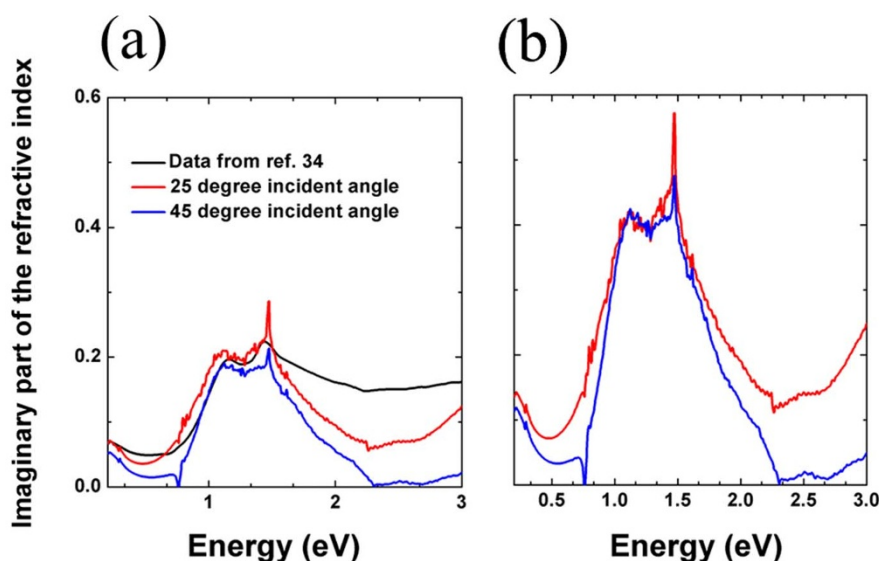 (a)
(b)
Imaginary part of the refractive index
0.6
0.4
0.2
0.0
Data from ref. 34
25 degree incident angle
45 degree incident angle
1 2 3
0.5 1.0 1.5 2.0 2.5 3.0
Energy (eV)
Energy (eV)